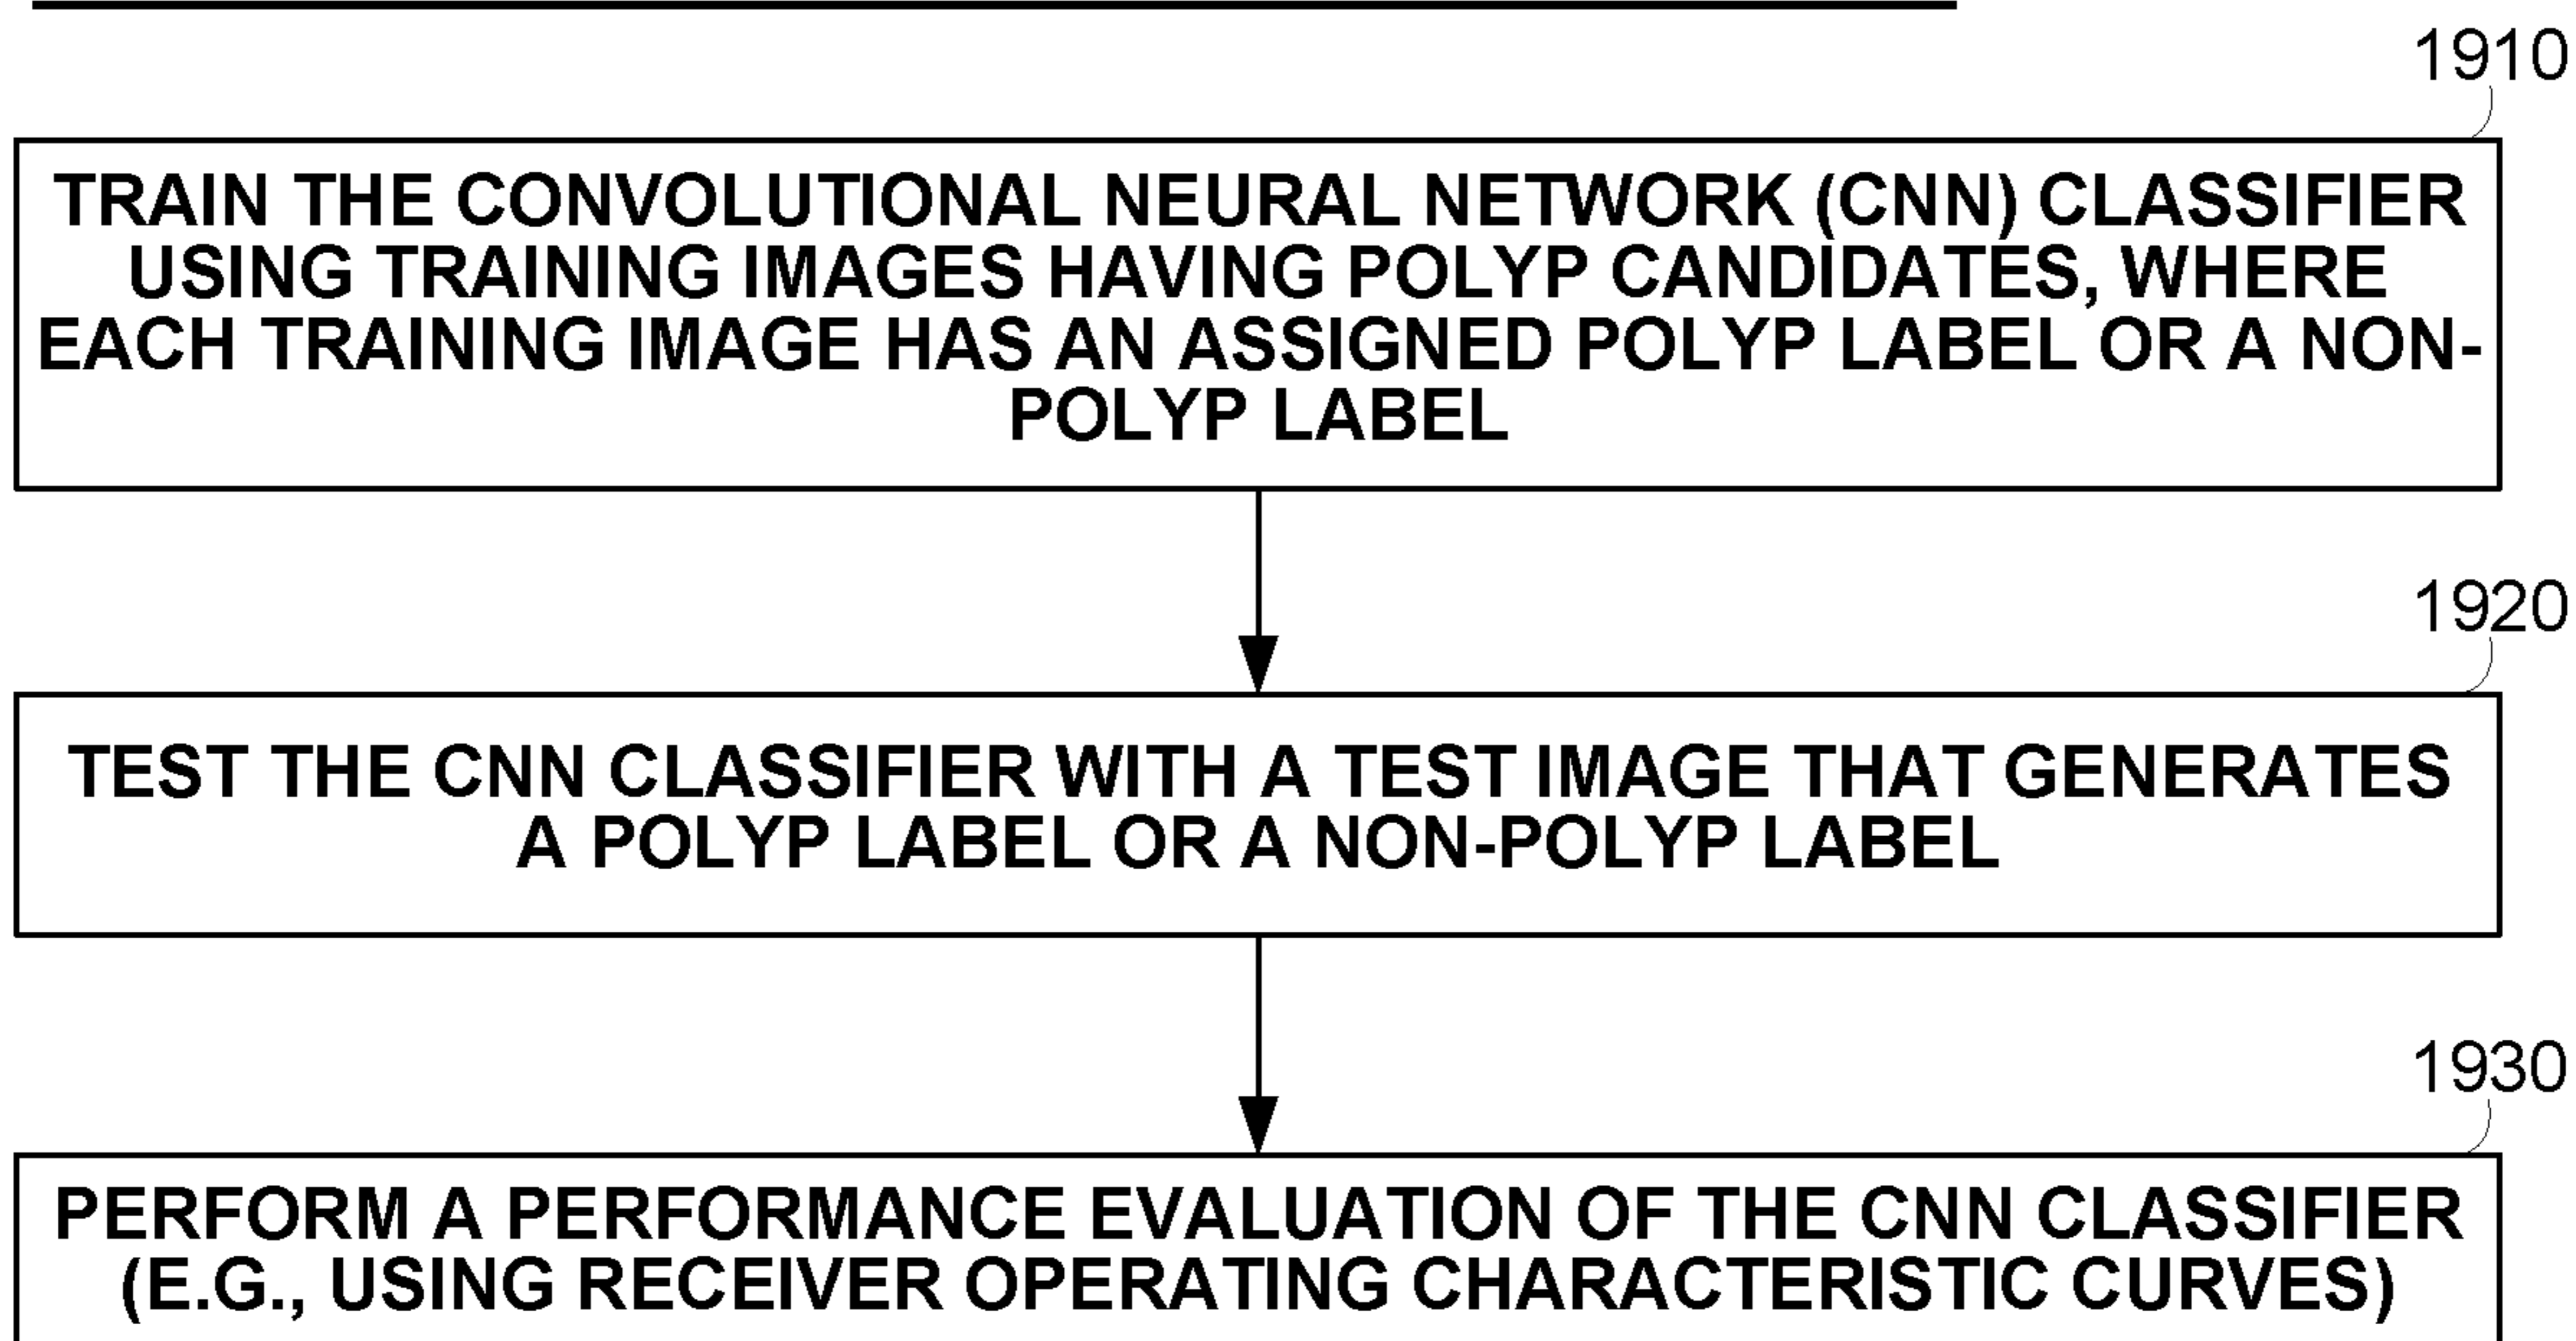 1910
TRAIN THE CONVOLUTIONAL NEURAL NETWORK (CNN) CLASSIFIER
USING TRAINING IMAGES HAVING POLYP CANDIDATES, WHERE
EACH TRAINING IMAGE HAS AN ASSIGNED POLYP LABEL OR A NON-
POLYP LABEL
1920
TEST THE CNN CLASSIFIER WITH A TEST IMAGE THAT GENERATES
A POLYP LABEL OR A NON-POLYP LABEL
1930
PERFORM A PERFORMANCE EVALUATION OF THE CNN CLASSIFIER
(E.G., USING RECEIVER OPERATING CHARACTERISTIC CURVES)